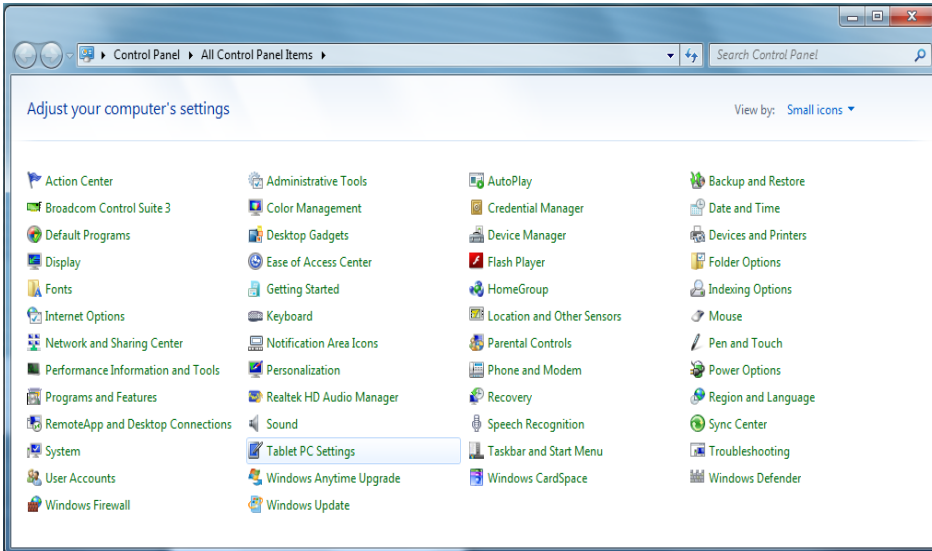 Control Panel All Control Panel Items Search Control Panel
Adjust your computer's settings View by: Small icons
Action Center Administrative Tools AutoPlay Backup and Restore
Broadcom Control Suite 3 Color Management Credential Manager Date and Time
Default Programs Desktop Gadgets Device Manager Devices and Printers
Display Ease of Access Center Flash Player Folder Options
Fonts Getting Started HomeGroup Indexing Options
Internet Options Keyboard Location and Other Sensors Mouse
Network and Sharing Center Notification Area Icons Parental Controls Pen and Touch
Performance Information and Tools Personalization Phone and Modem Power Options
Programs and Features Realtek HD Audio Manager Recovery Region and Language
RemoteApp and Desktop Connections Sound Speech Recognition Sync Center
System Tablet PC Settings Taskbar and Start Menu Troubleshooting
User Accounts Windows Anytime Upgrade Windows CardSpace Windows Defender
Windows Firewall Windows Update